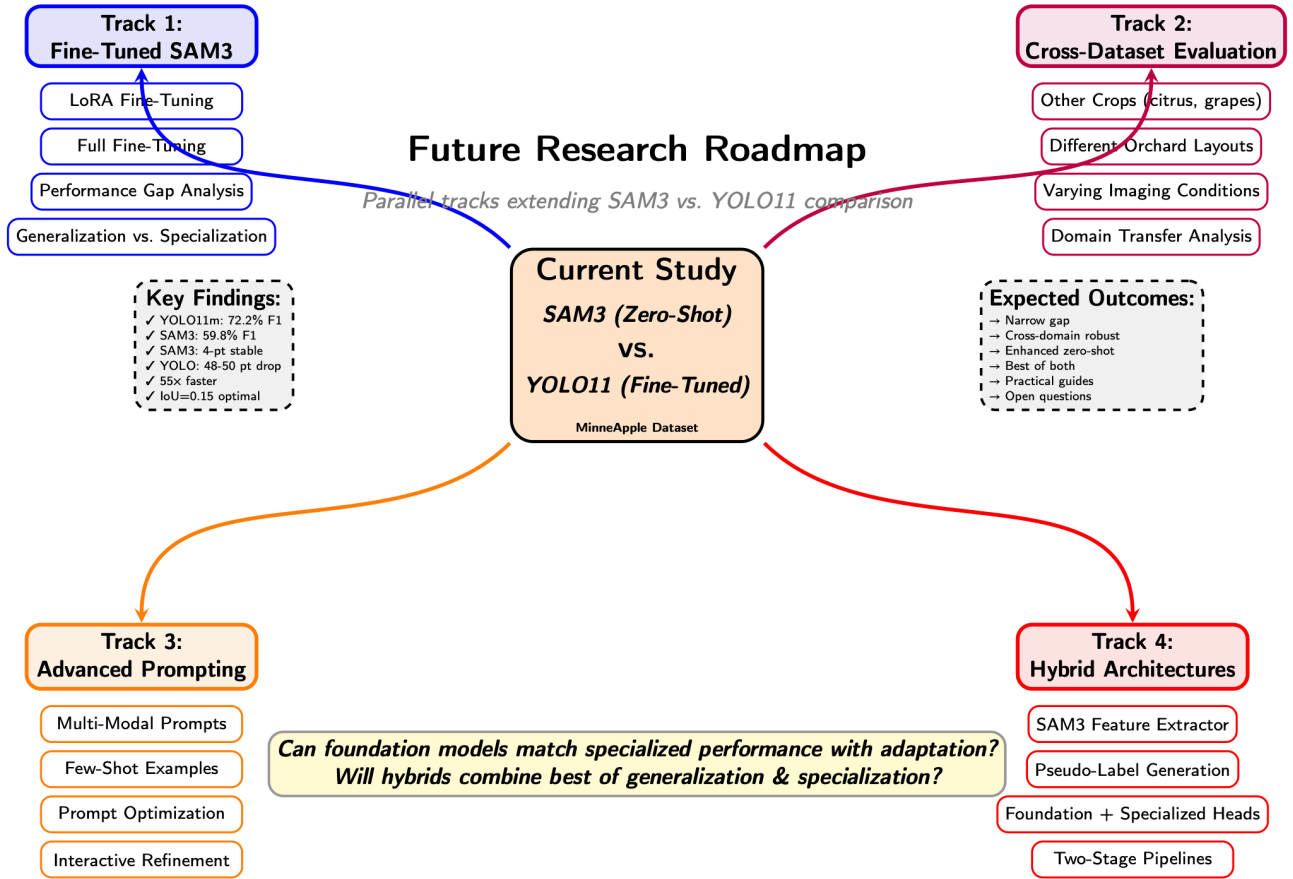 Track 1:
Fine-Tuned SAM3
LoRA Fine-Tuning
Full Fine-Tuning
Performance Gap Analysis
Generalization vs. Specialization
Track 2:
Cross-Dataset Evaluation
Other Crops (citrus, grapes)
Different Orchard Layouts
Varying Imaging Conditions
Domain Transfer Analysis
Future Research Roadmap
Parallel tracks extending SAM3 vs. YOLO11 comparison
Current Study
SAM3 (Zero-Shot)
vs.
YOLO11 (Fine-Tuned)
MinneApple Dataset
Key Findings:
✓ YOLO11m: 72.2% F1
✓ SAM3: 59.8% F1
✓ SAM3: 4-pt stable
✓ YOLO: 48-50 pt drop
✓ 55× faster
✓ IoU=0.15 optimal
Expected Outcomes:
→ Narrow gap
→ Cross-domain robust
→ Enhanced zero-shot
→ Best of both
→ Practical guides
→ Open questions
Track 3:
Advanced Prompting
Multi-Modal Prompts
Few-Shot Examples
Prompt Optimization
Interactive Refinement
Can foundation models match specialized performance with adaptation?
Will hybrids combine best of generalization & specialization?
Track 4:
Hybrid Architectures
SAM3 Feature Extractor
Pseudo-Label Generation
Foundation + Specialized Heads
Two-Stage Pipelines